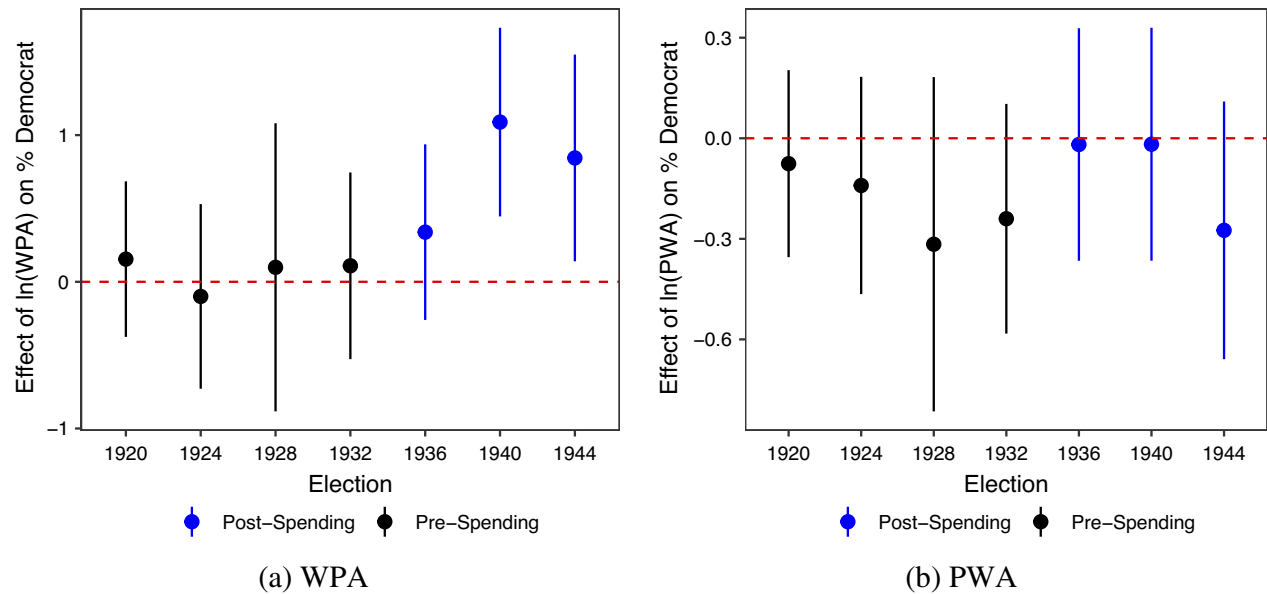 Effect of ln(WPA) on % Democrat
1
0
−1
1920 1924 1928 1932 1936 1940 1944
Election
Post−Spending Pre−Spending
(a) WPA
Effect of ln(PWA) on % Democrat
0.3
0.0
−0.3
−0.6
1920 1924 1928 1932 1936 1940 1944
Election
Post−Spending Pre−Spending
(b) PWA